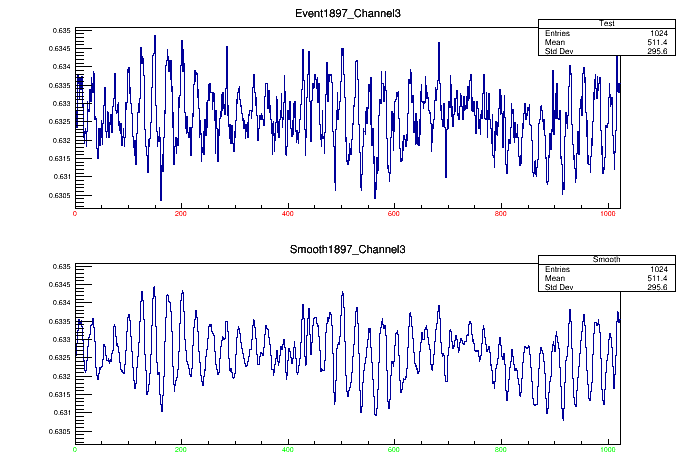 Event1897_Channel3
Test
Entries 1024
Mean 511.4
Std Dev 295.6
0.635
0.6345
0.634
0.6335
0.633
0.6325
0.632
0.6315
0.631
0.6305
0 200 400 600 800 1000
Smooth1897_Channel3
Smooth
Entries 1024
Mean 511.4
Std Dev 295.6
0.635
0.6345
0.634
0.6335
0.633
0.6325
0.632
0.6315
0.631
0.6305
0 200 400 600 800 1000